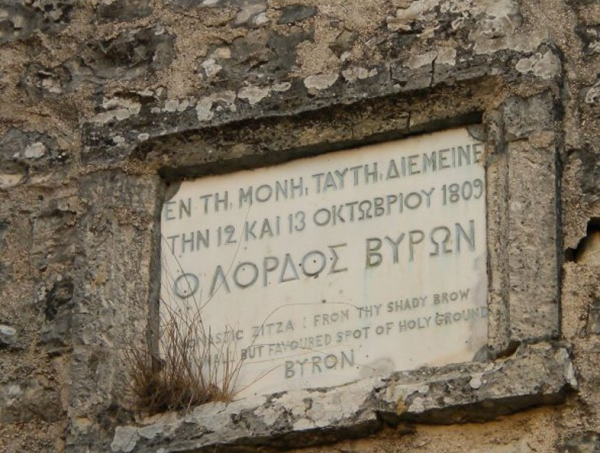 ΕΝ ΤΗͺ ΜΟΝΗͺ ΤΑΥΤΗͺ ΔΙΕΜΕΙΝΕ
ΤΗΝ 12 ΚΑΙ 13 ΟΚΤΩΒΡΙΟΥ 1809
Ο ΛΟΡΔΟΣ ΒΥΡΩΝ
ZITZA : FROM THY SHADY BROW
BUT FAVOURED SPOT OF HOLY GROUND
BYRON